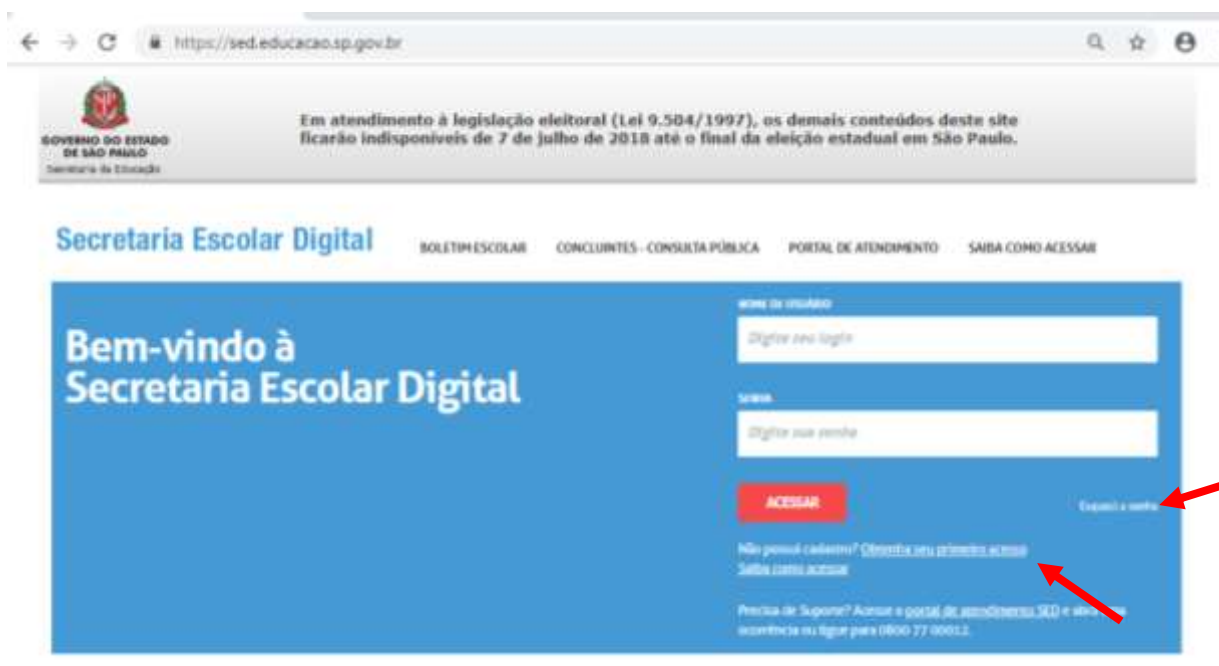 https://sed.educacao.sp.gov.br
GOVERNO DO ESTADO
DE SÃO PAULO
Secretaria da Educação
Em atendimento à legislação eleitoral (Lei 9.504/1997), os demais conteúdos deste site
ficarão indisponíveis de 7 de julho de 2018 até o final da eleição estadual em São Paulo.
Secretaria Escolar Digital
BOLETIM ESCOLAR CONCLUINTES - CONSULTA PÚBLICA PORTAL DE ATENDIMENTO SAIBA COMO ACESSAR
Bem-vindo à
Secretaria Escolar Digital
NOME DE USUÁRIO
Digite seu login
SENHA
Digite sua senha
ACESSAR
Esqueci a senha
Não possui cadastro? Obtenha seu primeiro acesso
Saiba como acessar
Precisa de Suporte? Acesse o portal de atendimento SED e abra uma
ocorrência ou ligue para 0800 77 00012.